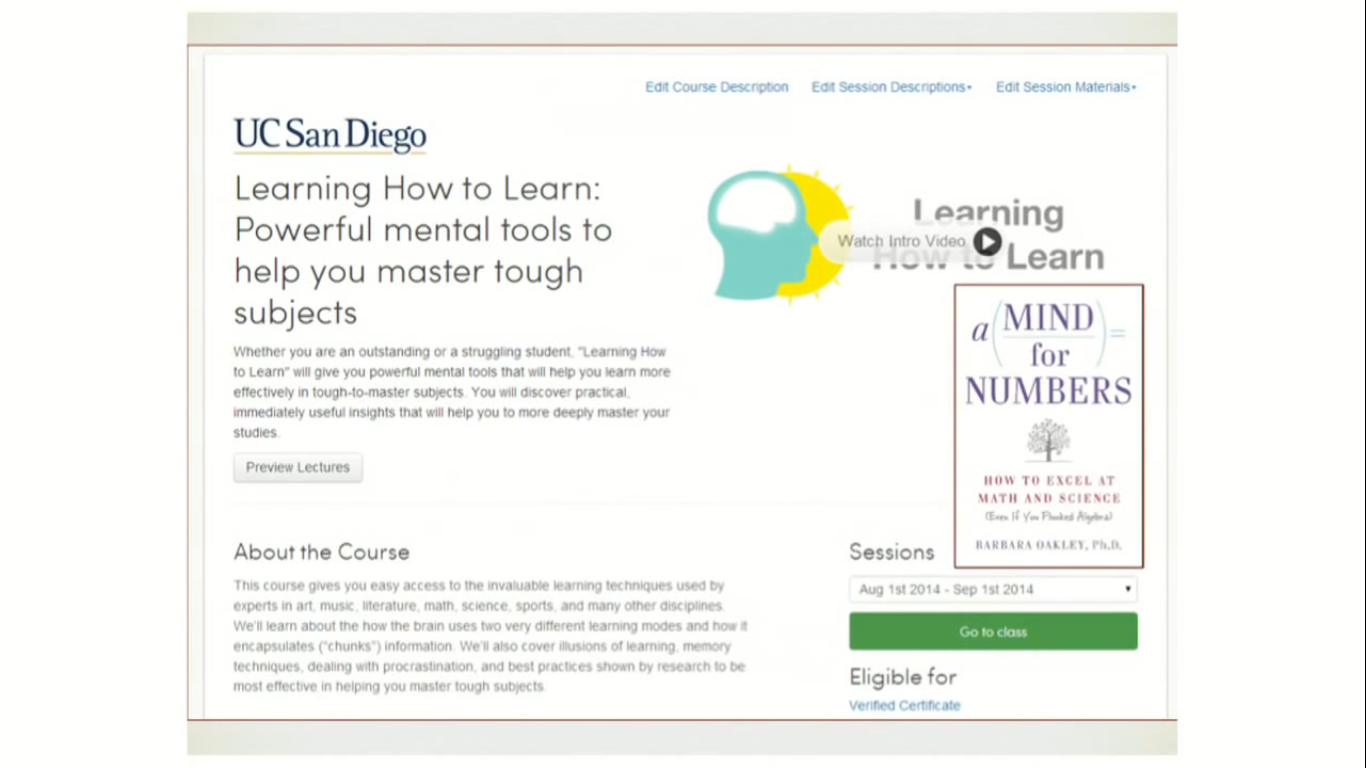 Edit Course Description
Edit Session Descriptions
Edit Session Materials
UC San Diego
Learning How to Learn:
Powerful mental tools to
help you master tough
subjects
Whether you are an outstanding or a struggling student, "Learning How
to Learn" will give you powerful mental tools that will help you learn more
effectively in tough-to-master subjects. You will discover practical,
immediately useful insights that will help you to more deeply master your
studies.
Preview Lectures
Learning
How to Learn
Watch Intro Video
a (MIND) =
for
NUMBERS
HOW TO EXCEL AT
MATH AND SCIENCE
(Even If You Flunked Algebra)
BARBARA OAKLEY, Ph.D.
About the Course
This course gives you easy access to the invaluable learning techniques used by
experts in art, music, literature, math, science, sports, and many other disciplines.
We'll learn about the how the brain uses two very different learning modes and how it
encapsulates ("chunks") information. We'll also cover illusions of learning, memory
techniques, dealing with procrastination, and best practices shown by research to be
most effective in helping you master tough subjects.
Sessions
Aug 1st 2014 - Sep 1st 2014
Go to class
Eligible for
Verified Certificate